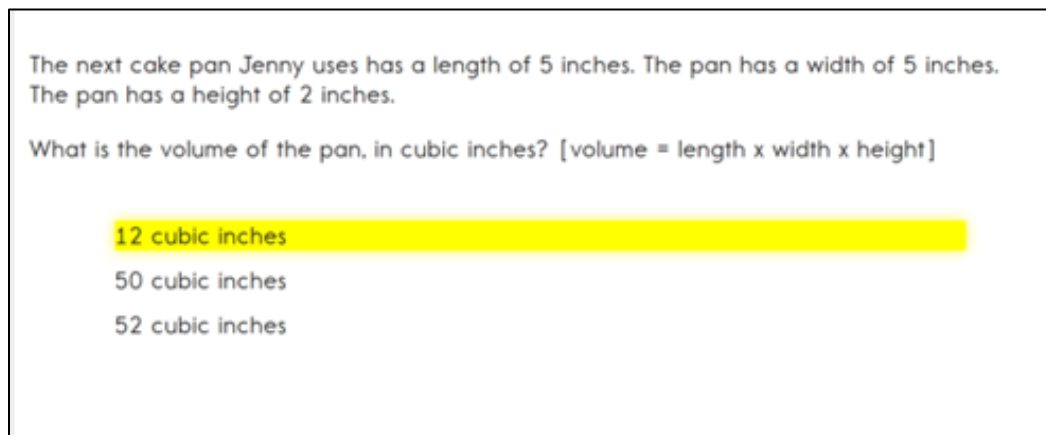 The next cake pan Jenny uses has a length of 5 inches. The pan has a width of 5 inches.
The pan has a height of 2 inches.
What is the volume of the pan, in cubic inches? [volume = length x width x height]
12 cubic inches
50 cubic inches
52 cubic inches